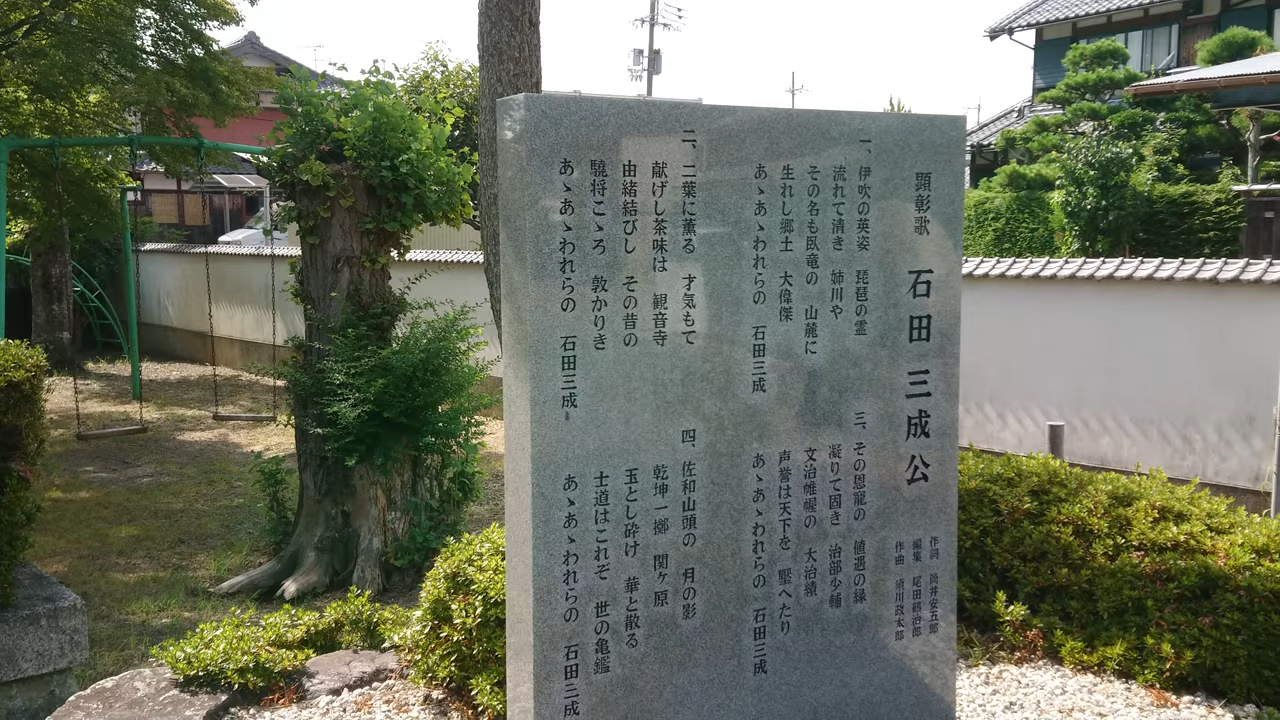 顕彰歌 石田三成公
作詞 筒井安五郎
編集 尾田鶴治郎
作曲 須川政太郎
一、伊吹の英姿 琵琶の霊
流れて清き 姉川や
その名も臥竜の 山麓に
生れし郷土 大偉傑
あゝあゝわれらの 石田三成
二、二葉に薫る 才気もて
献げし茶味は 観音寺
由緒結びし その昔の
驍将こゝろ 敦かりき
あゝあゝわれらの 石田三成
三、その恩寵の 値遇の縁
凝りて固き 治部少輔
文治帷幄の 大治績
声誉は天下を 壓へたり
あゝあゝわれらの 石田三成
四、佐和山頭の 月の影
乾坤一擲 関ヶ原
玉とし砕け 華と散る
士道はこれぞ 世の亀鑑
あゝあゝわれらの 石田三成